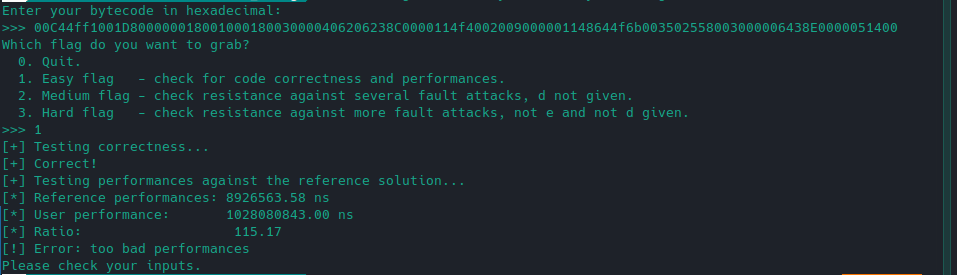 Enter your bytecode in hexadecimal:
>>> 00C44ff1001D80000000180010001800300004062062​38C0000114f4002009000001148644f6b003502558003000006438E0000051400
Which flag do you want to grab?
  0. Quit.
  1. Easy flag   - check for code correctness and performances.
  2. Medium flag - check resistance against several fault attacks, d not given.
  3. Hard flag   - check resistance against more fault attacks, not e and not d given.
>>> 1
[+] Testing correctness...
[+] Correct!
[+] Testing performances against the reference solution...
[*] Reference performances: 8926563.58 ns
[*] User performance:       1028080843.00 ns
[*] Ratio:                   115.17
[!] Error: too bad performances
Please check your inputs.